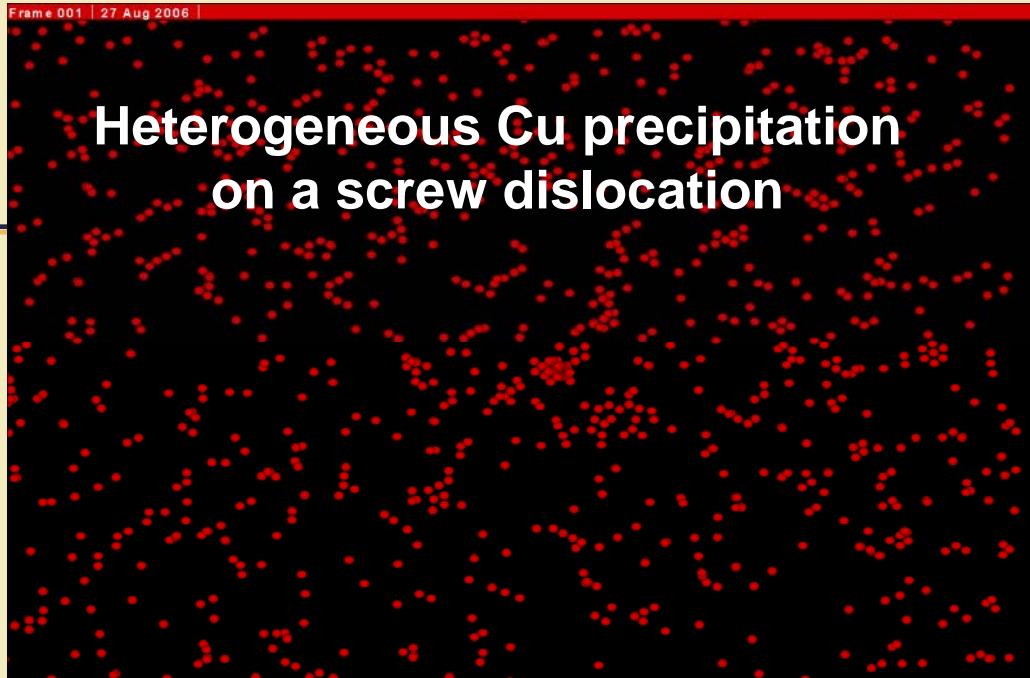 Frame 001 | 27 Aug 2006 |
Heterogeneous Cu precipitation
on a screw dislocation